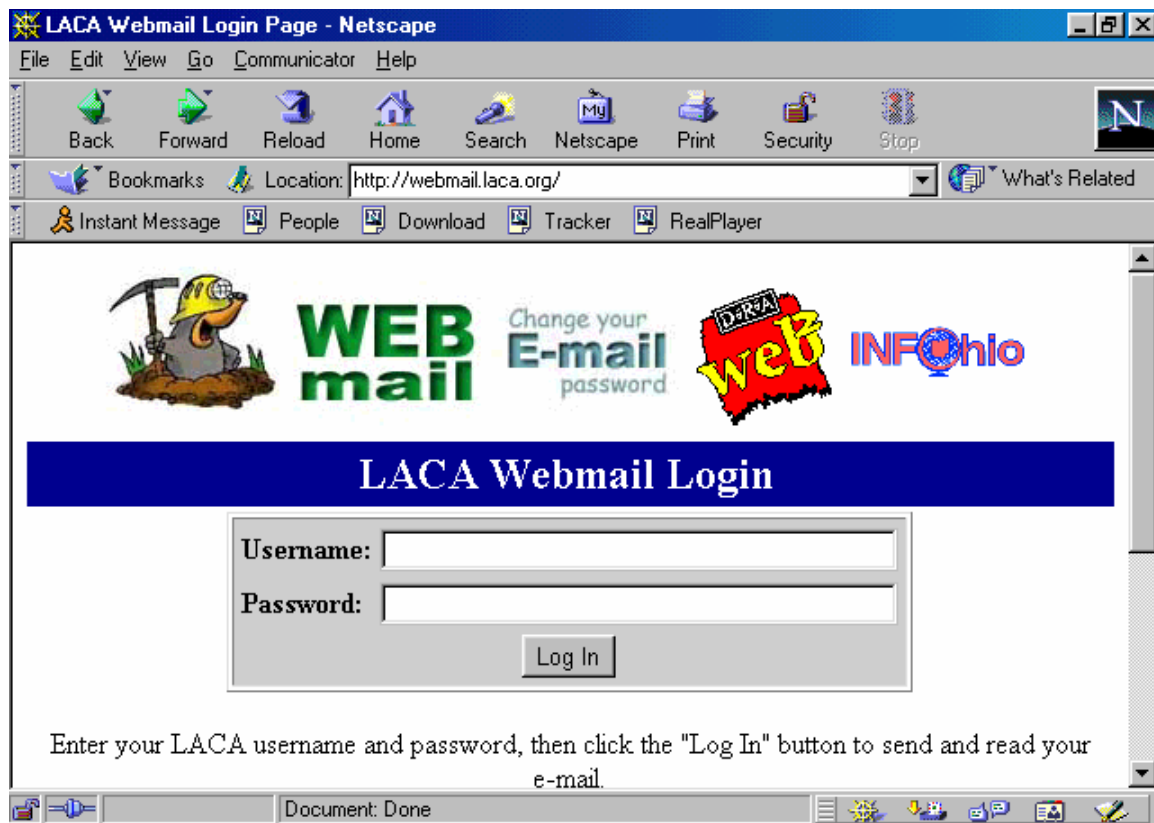 LACA Webmail Login Page - Netscape
File Edit View Go Communicator Help
Back Forward Reload Home Search Netscape Print Security Stop
My
N
Bookmarks Location: http://webmail.laca.org/ What's Related
Instant Message People Download Tracker RealPlayer
WEB
mail
Change your
E-mail
password
DeReA
web
INFOhio
LACA Webmail Login
Username:
Password:
Log In
Enter your LACA username and password, then click the "Log In" button to send and read your
e-mail.
Document: Done